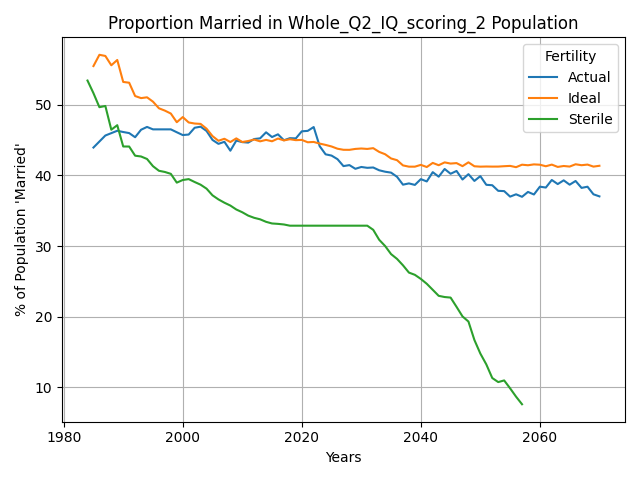 Proportion Married in Whole_Q2_IQ_scoring_2 Population
% of Population 'Married'
50
40
30
20
10
Fertility
Actual
Ideal
Sterile
1980
2000
2020
2040
2060
Years